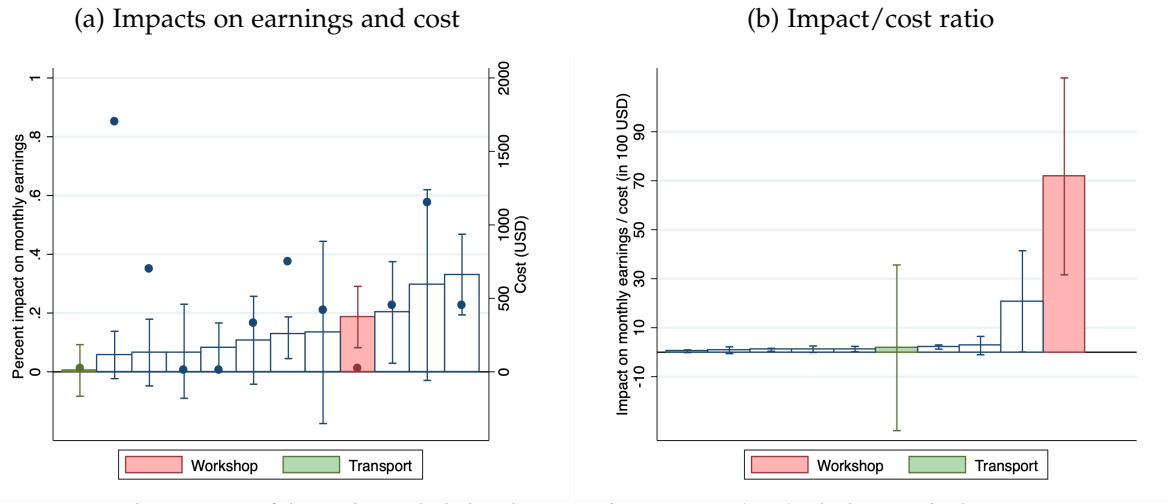 (a) Impacts on earnings and cost
Percent impact on monthly earnings
1
.8
.6
.4
.2
0
2000
1500
1000
500
0
Cost (USD)
Workshop
Transport
(b) Impact/cost ratio
Impact on monthly earnings / cost (in 100 USD)
90
70
50
30
10
-10
Workshop
Transport